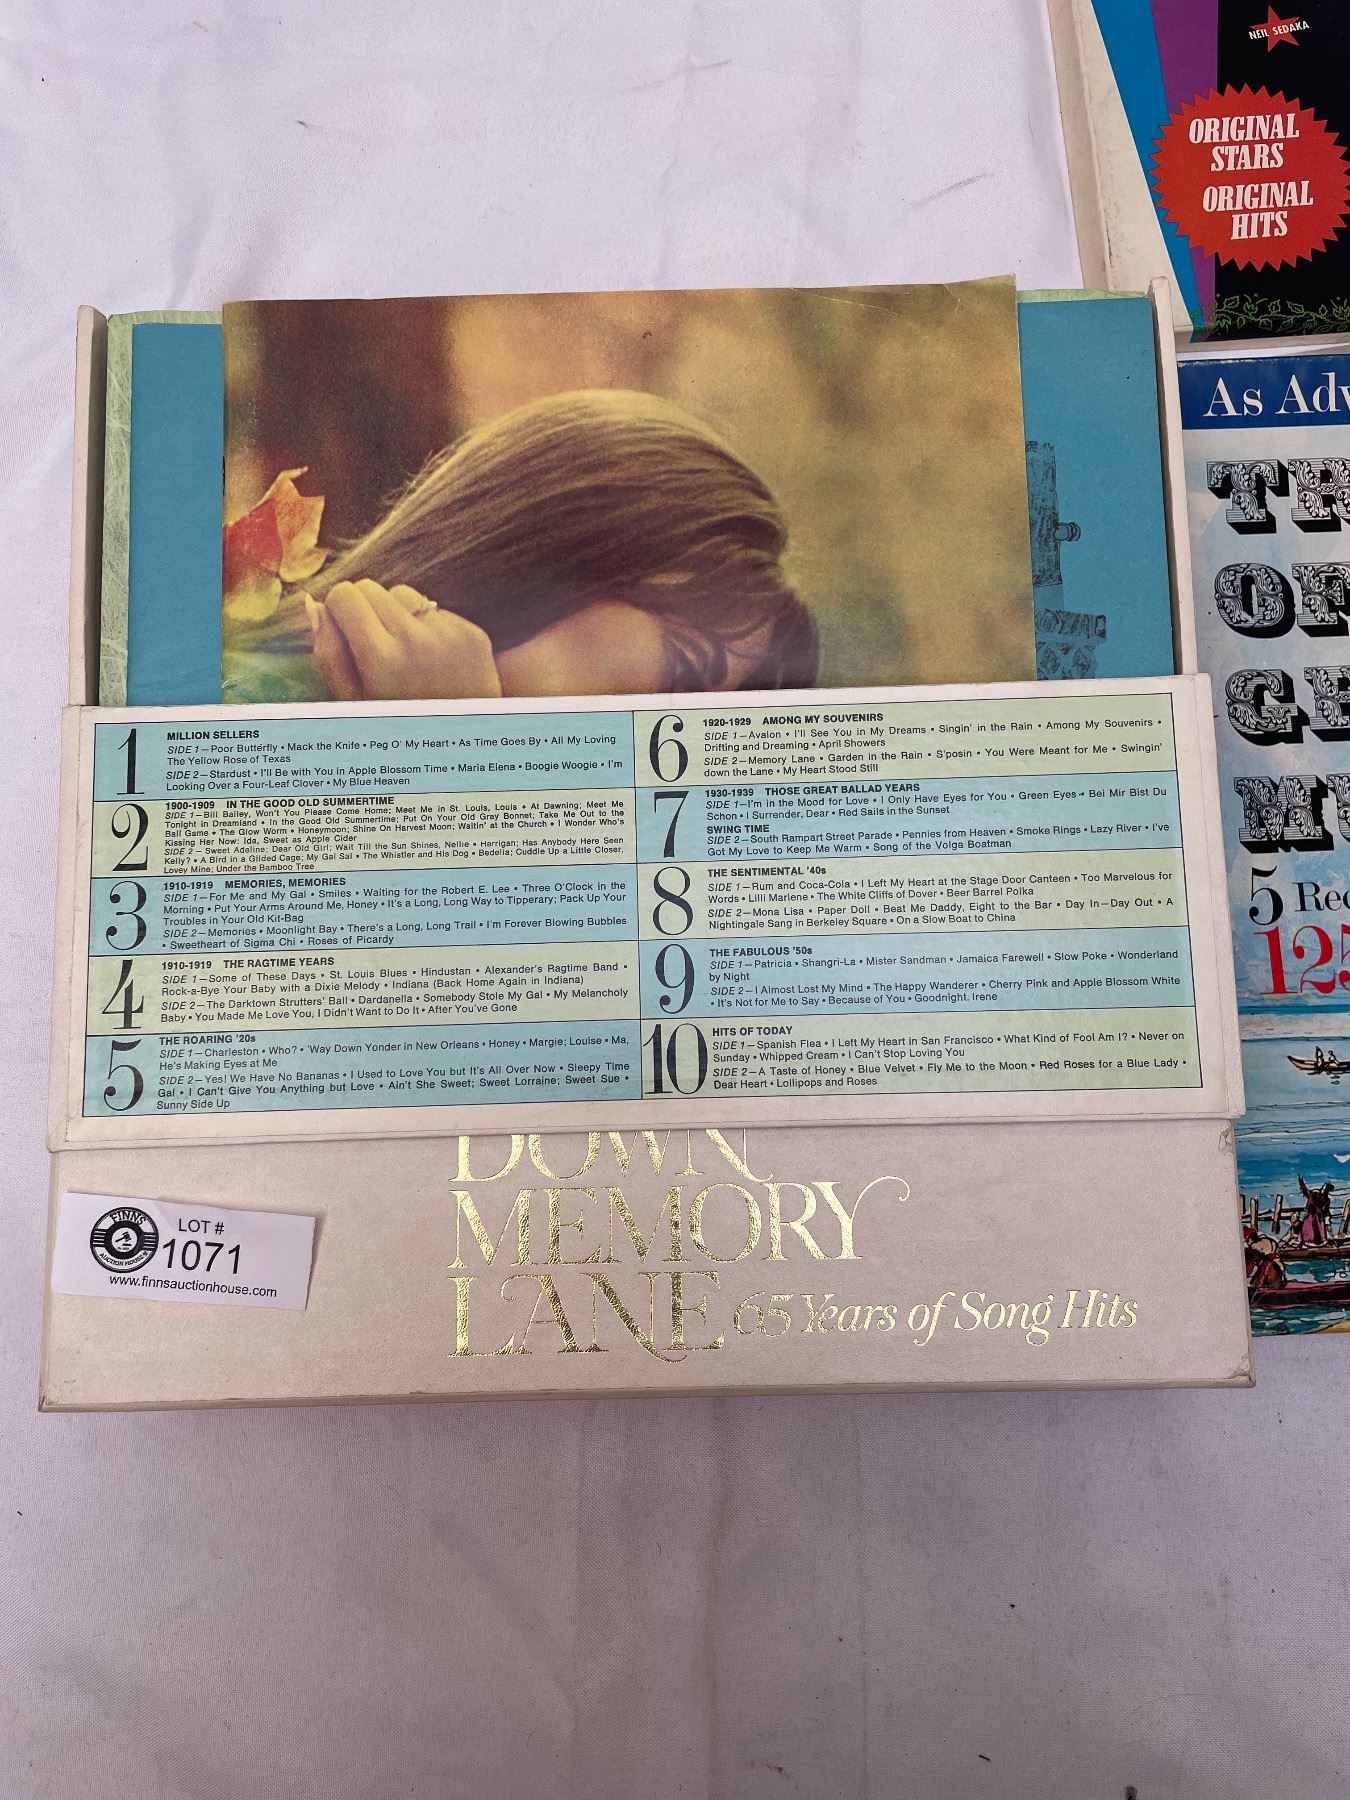 NEIL SEDAKA
ORIGINAL
STARS
ORIGINAL
HITS
As Adv
TR
OF
GR
MU
5 Rec
125
1
MILLION SELLERS
SIDE 1—Poor Butterfly • Mack the Knife • Peg O' My Heart • As Time Goes By • All My Loving
The Yellow Rose of Texas
SIDE 2—Stardust • I'll Be with You in Apple Blossom Time • Maria Elena • Boogie Woogie • I'm
Looking Over a Four-Leaf Clover • My Blue Heaven
2
1900-1909 IN THE GOOD OLD SUMMERTIME
SIDE 1—Bill Bailey, Won't You Please Come Home; Meet Me in St. Louis, Louis • At Dawning; Meet Me
Tonight in Dreamland • In the Good Old Summertime; Put On Your Old Gray Bonnet; Take Me Out to the
Ball Game • The Glow Worm • Honeymoon; Shine On Harvest Moon; Waitin' at the Church • I Wonder Who's
Kissing Her Now: Ida, Sweet as Apple Cider
SIDE 2—Sweet Adeline; Dear Old Girl; Wait Till the Sun Shines, Nellie • Harrigan; Has Anybody Here Seen
Kelly? • A Bird in a Gilded Cage; My Gal Sal • The Whistler and His Dog • Bedelia; Cuddle Up a Little Closer,
Lovey Mine; Under the Bamboo Tree
3
1910-1919 MEMORIES, MEMORIES
SIDE 1—For Me and My Gal • Smiles • Waiting for the Robert E. Lee • Three O'Clock in the
Morning • Put Your Arms Around Me, Honey • It's a Long, Long Way to Tipperary; Pack Up Your
Troubles in Your Old Kit-Bag
SIDE 2—Memories • Moonlight Bay • There's a Long, Long Trail • I'm Forever Blowing Bubbles
• Sweetheart of Sigma Chi • Roses of Picardy
4
1910-1919 THE RAGTIME YEARS
SIDE 1—Some of These Days • St. Louis Blues • Hindustan • Alexander's Ragtime Band •
Rock-a-Bye Your Baby with a Dixie Melody • Indiana (Back Home Again in Indiana)
SIDE 2—The Darktown Strutters' Ball • Dardanella • Somebody Stole My Gal • My Melancholy
Baby • You Made Me Love You, I Didn't Want to Do It • After You've Gone
5
THE ROARING '20s
SIDE 1—Charleston • Who? • 'Way Down Yonder in New Orleans • Honey • Margie; Louise • Ma,
He's Making Eyes at Me
SIDE 2—Yes! We Have No Bananas • I Used to Love You but It's All Over Now • Sleepy Time
Gal • I Can't Give You Anything but Love • Ain't She Sweet; Sweet Lorraine; Sweet Sue •
Sunny Side Up
6
1920-1929 AMONG MY SOUVENIRS
SIDE 1—Avalon • I'll See You in My Dreams • Singin' in the Rain • Among My Souvenirs •
Drifting and Dreaming • April Showers
SIDE 2—Memory Lane • Garden in the Rain • S'posin • You Were Meant for Me • Swingin'
down the Lane • My Heart Stood Still
7
1930-1939 THOSE GREAT BALLAD YEARS
SIDE 1—I'm in the Mood for Love • I Only Have Eyes for You • Green Eyes • Bei Mir Bist Du
Schon • I Surrender, Dear • Red Sails in the Sunset
SWING TIME
SIDE 2—South Rampart Street Parade • Pennies from Heaven • Smoke Rings • Lazy River • I've
Got My Love to Keep Me Warm • Song of the Volga Boatman
8
THE SENTIMENTAL '40s
SIDE 1—Rum and Coca-Cola • I Left My Heart at the Stage Door Canteen • Too Marvelous for
Words • Lilli Marlene • The White Cliffs of Dover • Beer Barrel Polka
SIDE 2—Mona Lisa • Paper Doll • Beat Me Daddy, Eight to the Bar • Day In—Day Out • A
Nightingale Sang in Berkeley Square • On a Slow Boat to China
9
THE FABULOUS '50s
SIDE 1—Patricia • Shangri-La • Mister Sandman • Jamaica Farewell • Slow Poke • Wonderland
by Night
SIDE 2—I Almost Lost My Mind • The Happy Wanderer • Cherry Pink and Apple Blossom White
• It's Not for Me to Say • Because of You • Goodnight, Irene
10
HITS OF TODAY
SIDE 1—Spanish Flea • I Left My Heart in San Francisco • What Kind of Fool Am I? • Never on
Sunday • Whipped Cream • I Can't Stop Loving You
SIDE 2—A Taste of Honey • Blue Velvet • Fly Me to the Moon • Red Roses for a Blue Lady •
Dear Heart • Lollipops and Roses
DOWN
MEMORY
LANE 65 Years of Song Hits
FINNS
AUCTION HOUSE
LOT #
1071
www.finnsauctionhouse.com